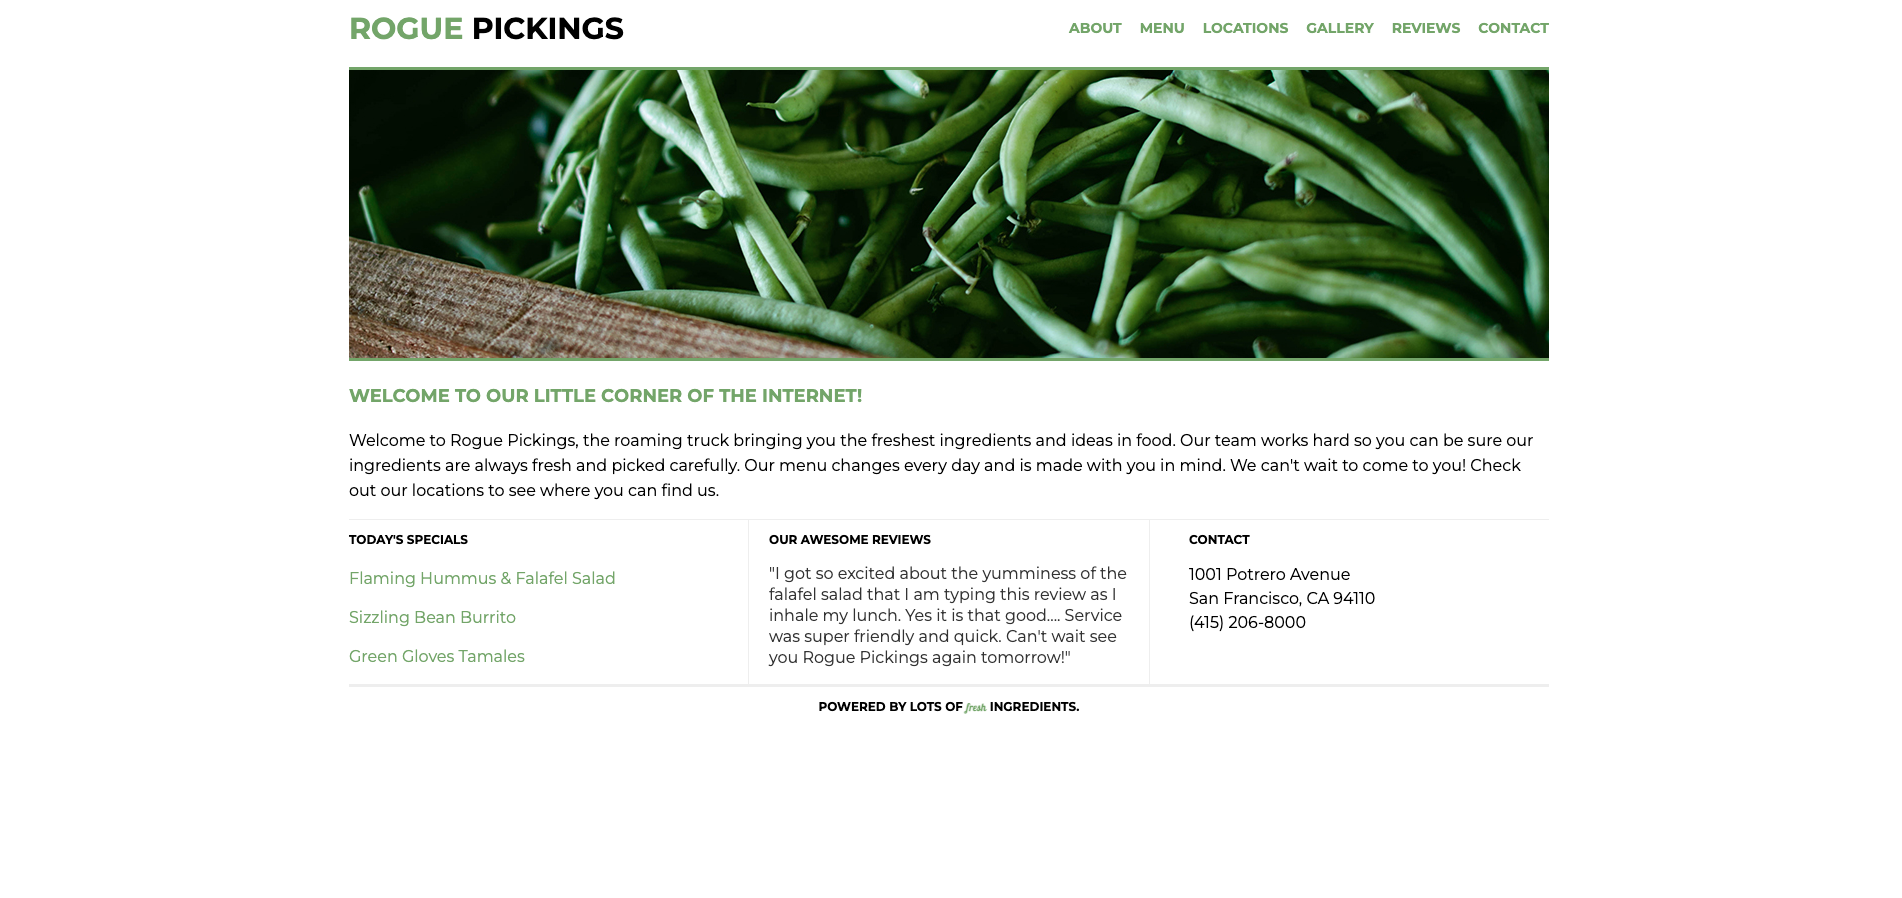 ROGUE PICKINGS
ABOUT MENU LOCATIONS GALLERY REVIEWS CONTACT
WELCOME TO OUR LITTLE CORNER OF THE INTERNET!
Welcome to Rogue Pickings, the roaming truck bringing you the freshest ingredients and ideas in food. Our team works hard so you can be sure our
ingredients are always fresh and picked carefully. Our menu changes every day and is made with you in mind. We can't wait to come to you! Check
out our locations to see where you can find us.
TODAY'S SPECIALS
Flaming Hummus & Falafel Salad
Sizzling Bean Burrito
Green Gloves Tamales
OUR AWESOME REVIEWS
"I got so excited about the yumminess of the
falafel salad that I am typing this review as I
inhale my lunch. Yes it is that good.... Service
was super friendly and quick. Can't wait see
you Rogue Pickings again tomorrow!"
CONTACT
1001 Potrero Avenue
San Francisco, CA 94110
(415) 206-8000
POWERED BY LOTS OF fresh INGREDIENTS.